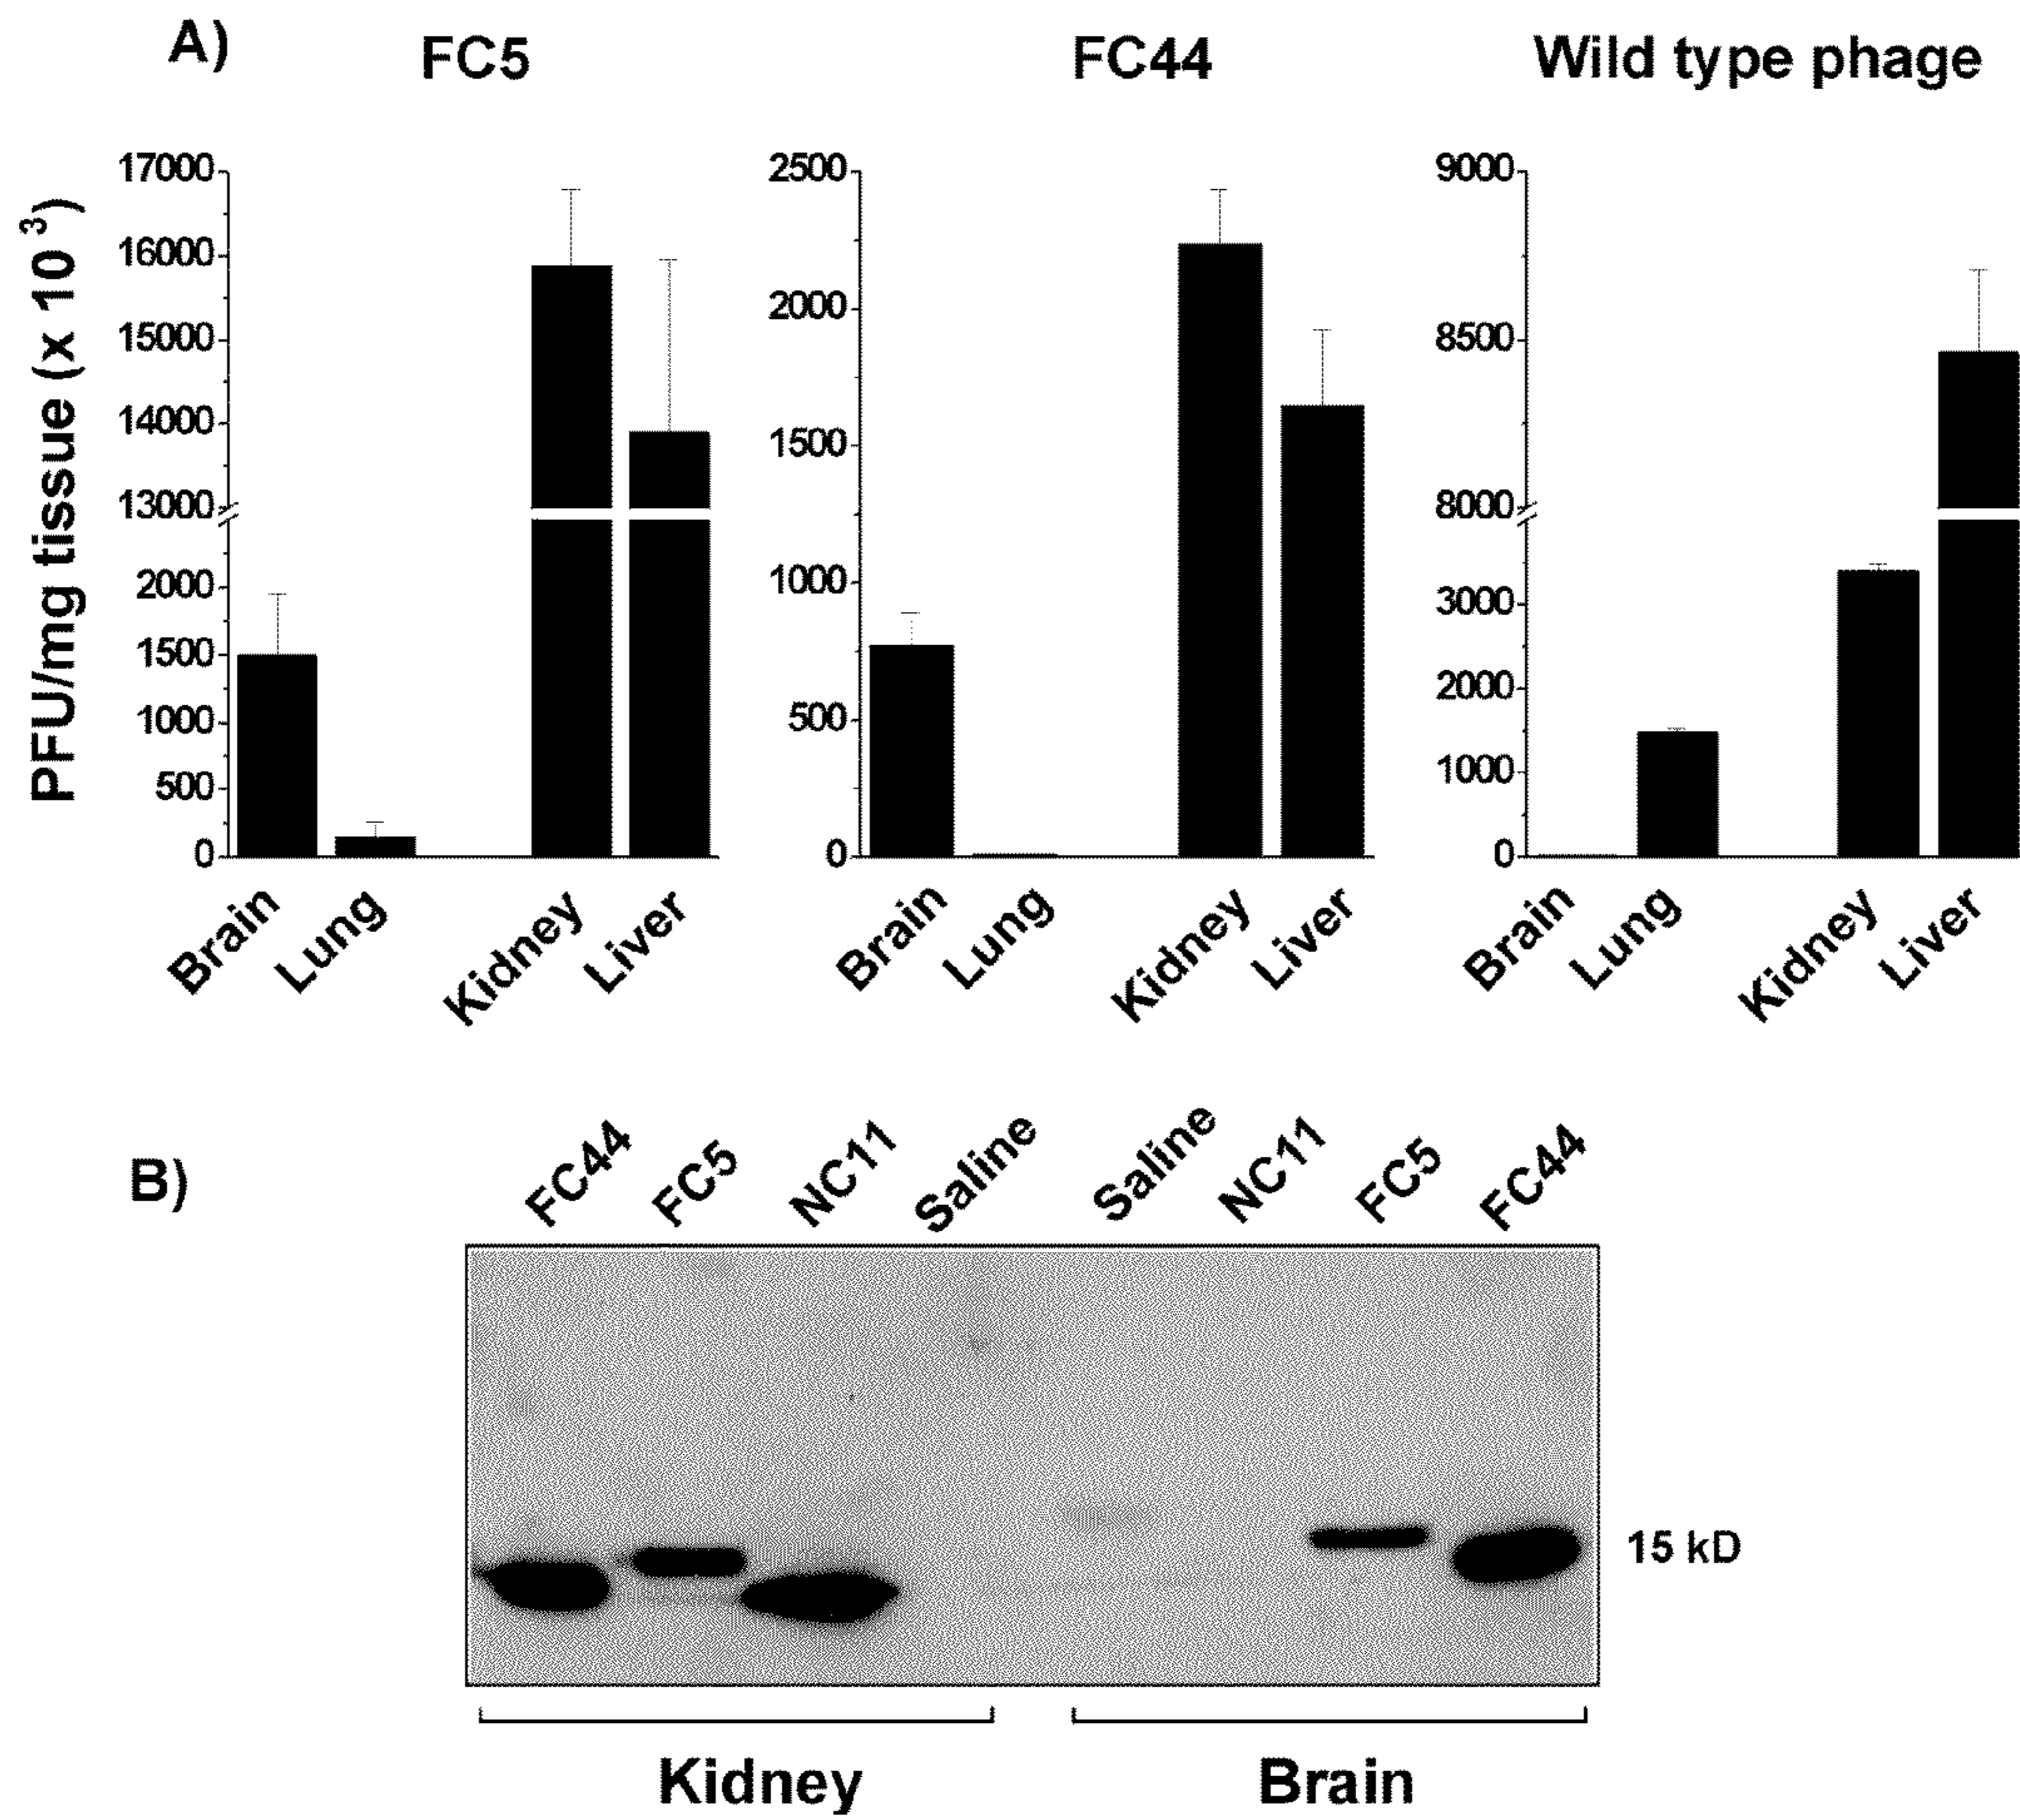 A)
FC5
FC44
Wild type phage
PFU/mg tissue (x 10 3)
17000
16000
15000
14000
13000
2000
1500
1000
500
0
Brain
Lung
Kidney
Liver
2500
2000
1500
1000
500
0
Brain
Lung
Kidney
Liver
9000
8500
8000
3000
2000
1000
0
Brain
Lung
Kidney
Liver
B)
FC44
FC5
NC11
Saline
Saline
NC11
FC5
FC44
15 kD
Kidney
Brain